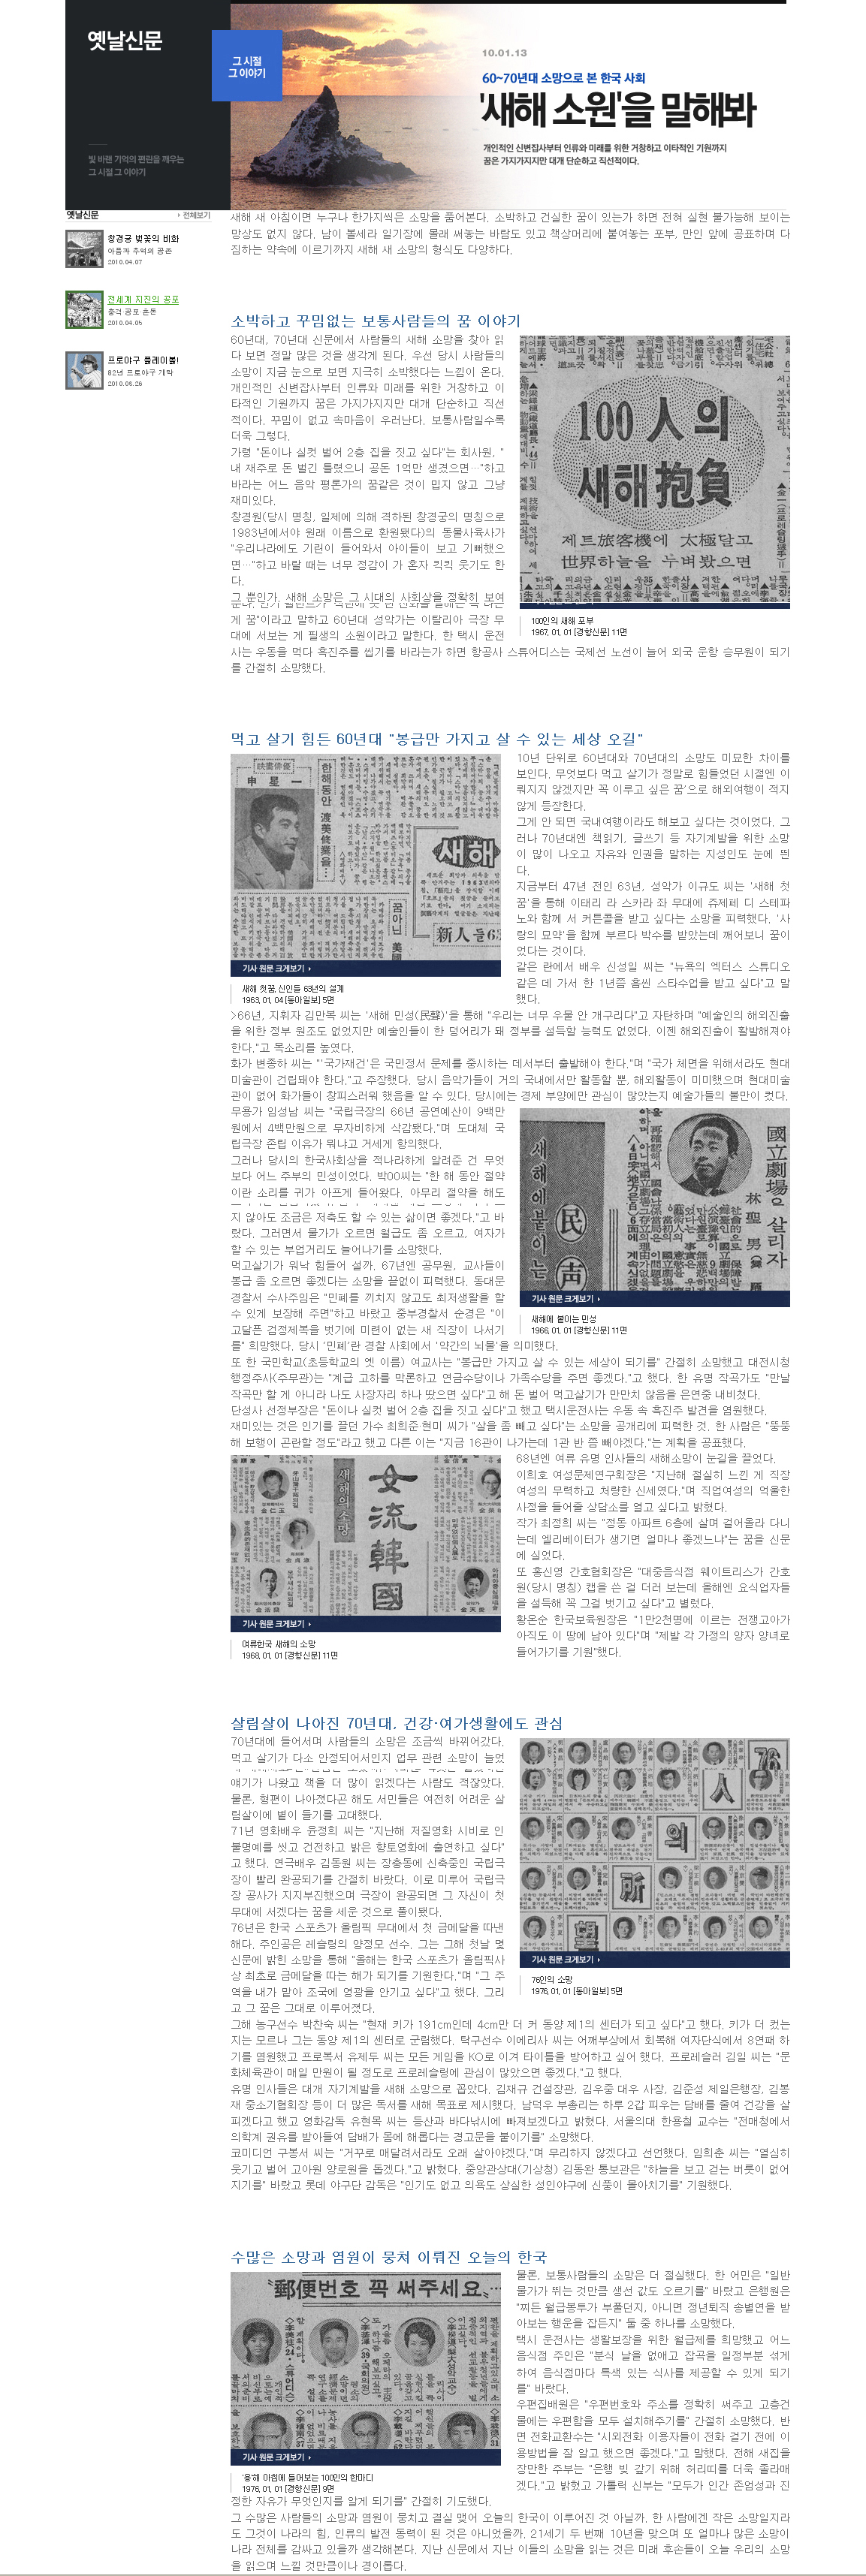 옛날신문
그 시절
그 이야기
빛 바랜 기억의 편린을 깨우는
그 시절 그 이야기
10.01.13
60~70년대 소망으로 본 한국 사회
'새해 소원'을 말해봐
개인적인 신변잡사부터 인류와 미래를 위한 거창하고 이타적인 기원까지
꿈은 가지가지지만 대개 단순하고 직선적이다.
옛날신문
전체보기
창경궁 벚꽃의 비화
아픔과 추억의 공존
2010.04.07
전세계 지진의 공포
충격·공포·혼돈
2010.04.05
프로야구 플레이볼!
82년 프로야구 개막
2010.03.26
새해 새 아침이면 누구나 한가지씩은 소망을 품어본다. 소박하고 건실한 꿈이 있는가 하면 전혀 실현 불가능해 보이는
망상도 없지 않다. 남이 볼세라 일기장에 몰래 써놓는 바람도 있고 책상머리에 붙여놓는 포부, 만인 앞에 공표하며 다
짐하는 약속에 이르기까지 새해 새 소망의 형식도 다양하다.
소박하고 꾸밈없는 보통사람들의 꿈 이야기
60년대, 70년대 신문에서 사람들의 새해 소망을 찾아 읽
다 보면 정말 많은 것을 생각케 된다. 우선 당시 사람들의
소망이 지금 눈으로 보면 지극히 소박했다는 느낌이 온다.
개인적인 신변잡사부터 인류와 미래를 위한 거창하고 이
타적인 기원까지 꿈은 가지가지지만 대개 단순하고 직선
적이다. 꾸밈이 없고 속마음이 우러난다. 보통사람일수록
더욱 그렇다.
가령 "돈이나 실컷 벌어 2층 집을 짓고 싶다"는 회사원, "
내 재주로 돈 벌긴 틀렸으니 공돈 1억만 생겼으면…"하고
바라는 어느 음악 평론가의 꿈같은 것이 밉지 않고 그냥
재미있다.
창경원(당시 명칭, 일제에 의해 격하된 창경궁의 명칭으로
1983년에서야 원래 이름으로 환원됐다)의 동물사육사가
"우리나라에도 기린이 들어와서 아이들이 보고 기뻐했으
면…"하고 바랄 때는 너무 정감이 가 혼자 킥킥 웃기도 한
다.
그 뿐인가. 새해 소망은 그 시대의 사회상을 정확히 보여
게 꿈"이라고 말하고 60년대 성악가는 이탈리아 극장 무
대에 서보는 게 필생의 소원이라고 말한다. 한 택시 운전
사는 우동을 먹다 흑진주를 씹기를 바라는가 하면 항공사 스튜어디스는 국제선 노선이 늘어 외국 운항 승무원이 되기
를 간절히 소망했다.
100人의
새해 抱負
제트旅客機에 太極달고
世界하늘을 누벼봤으면
100인의 새해 포부
1967. 01. 01 [경향신문] 11면
먹고 살기 힘든 60년대 "봉급만 가지고 살 수 있는 세상 오길"
映畵俳優
申星一
한해동안 渡美修業을…
새해
꿈아닌 美國
新人들63
기사 원문 크게보기
새해 첫꿈, 신인들 63년의 설계
1963. 01. 04 [동아일보] 5면
10년 단위로 60년대와 70년대의 소망도 미묘한 차이를
보인다. 무엇보다 먹고 살기가 정말로 힘들었던 시절엔 이
뤄지지 않겠지만 꼭 이루고 싶은 꿈'으로 해외여행이 적지
않게 등장한다.
그게 안 되면 국내여행이라도 해보고 싶다는 것이었다. 그
러나 70년대엔 책읽기, 글쓰기 등 자기계발을 위한 소망
이 많이 나오고 자유와 인권을 말하는 지성인도 눈에 띈
다.
지금부터 47년 전인 63년, 성악가 이규도 씨는 '새해 첫
꿈'을 통해 이태리 라 스카라 좌 무대에 쥬제페 디 스테파
노와 함께 서 커튼콜을 받고 싶다는 소망을 피력했다. '사
랑의 묘약'을 함께 부르다 박수를 받았는데 깨어보니 꿈이
었다는 것이다.
같은 란에서 배우 신성일 씨는 "뉴욕의 엑터스 스튜디오
같은 데 가서 한 1년쯤 흠씬 스타수업을 받고 싶다"고 말
했다.
>66년, 지휘자 김만복 씨는 '새해 민성(民聲)'을 통해 "우리는 너무 우물 안 개구리다"고 자탄하며 "예술인의 해외진출
을 위한 정부 원조도 없었지만 예술인들이 한 덩어리가 돼 정부를 설득할 능력도 없었다. 이젠 해외진출이 활발해져야
한다."고 목소리를 높였다.
화가 변종하 씨는 "'국가재건'은 국민정서 문제를 중시하는 데서부터 출발해야 한다."며 "국가 체면을 위해서라도 현대
미술관이 건립돼야 한다."고 주장했다. 당시 음악가들이 거의 국내에서만 활동할 뿐, 해외활동이 미미했으며 현대미술
관이 없어 화가들이 창피스러워 했음을 알 수 있다. 당시에는 경제 부양에만 관심이 많았는지 예술가들의 불만이 컸다.
무용가 임성남 씨는 "국립극장의 66년 공연예산이 9백만
원에서 4백만원으로 무자비하게 삭감됐다."며 도대체 국
립극장 존립 이유가 뭐냐고 거세게 항의했다.
그러나 당시의 한국사회상을 적나라하게 알려준 건 무엇
보다 어느 주부의 민성이었다. 박00씨는 "한 해 동안 절약
이란 소리를 귀가 아프게 들어왔다. 아무리 절약을 해도
지 않아도 조금은 저축도 할 수 있는 삶이면 좋겠다."고 바
랐다. 그러면서 물가가 오르면 월급도 좀 오르고, 여자가
할 수 있는 부업거리도 늘어나기를 소망했다.
먹고살기가 워낙 힘들어 설까. 67년엔 공무원, 교사들이
봉급 좀 오르면 좋겠다는 소망을 끝없이 피력했다. 동대문
경찰서 수사주임은 "민폐를 끼치지 않고도 최저생활을 할
수 있게 보장해 주면"하고 바랐고 중부경찰서 순경은 "이
고달픈 검정제복을 벗기에 미련이 없는 새 직장이 나서기
를" 희망했다. 당시 '민폐'란 경찰 사회에서 '약간의 뇌물'을 의미했다.
또 한 국민학교(초등학교의 옛 이름) 여교사는 "봉급만 가지고 살 수 있는 세상이 되기를" 간절히 소망했고 대전시청
행정주사(주무관)는 "계급 고하를 막론하고 연금수당이나 가족수당을 주면 좋겠다."고 했다. 한 유명 작곡가도 "만날
작곡만 할 게 아니라 나도 사장자리 하나 땄으면 싶다"고 해 돈 벌어 먹고살기가 만만치 않음을 은연중 내비쳤다.
단성사 선정부장은 "돈이나 실컷 벌어 2층 집을 짓고 싶다"고 했고 택시운전사는 우동 속 흑진주 발견을 염원했다.
재미있는 것은 인기를 끌던 가수 최희준·현미 씨가 "살을 좀 빼고 싶다"는 소망을 공개리에 피력한 것. 한 사람은 "뚱뚱
해 보행이 곤란할 정도"라고 했고 다른 이는 "지금 16관이 나가는데 1관 반 쯤 빼야겠다."는 계획을 공표했다.
國立劇場을 살리자
林聖男
새해에 붙이는
民声
기사 원문 크게보기
새해에 붙이는 민성
1966. 01. 01 [경향신문] 11면
새해의 소망
女流韓國
기사 원문 크게보기
여류한국 새해의 소망
1968. 01. 01 [경향신문] 11면
68년엔 여류 유명 인사들의 새해소망이 눈길을 끌었다.
이희호 여성문제연구회장은 "지난해 절실히 느낀 게 직장
여성의 무력하고 처량한 신세였다."며 직업여성의 억울한
사정을 들어줄 상담소를 열고 싶다고 밝혔다.
작가 최정희 씨는 "정동 아파트 6층에 살며 걸어올라 다니
는데 엘리베이터가 생기면 얼마나 좋겠느냐"는 꿈을 신문
에 실었다.
또 홍신영 간호협회장은 "대중음식점 웨이트리스가 간호
원(당시 명칭) 캡을 쓴 걸 더러 보는데 올해엔 요식업자들
을 설득해 꼭 그걸 벗기고 싶다"고 별렀다.
황온순 한국보육원장은 "1만2천명에 이르는 전쟁고아가
아직도 이 땅에 남아 있다"며 "제발 각 가정의 양자 양녀로
들어가기를 기원"했다.
살림살이 나아진 70년대, 건강·여가생활에도 관심
70년대에 들어서며 사람들의 소망은 조금씩 바뀌어갔다.
먹고 살기가 다소 안정되어서인지 업무 관련 소망이 늘었
얘기가 나왔고 책을 더 많이 읽겠다는 사람도 적잖았다.
물론, 형편이 나아졌다곤 해도 서민들은 여전히 어려운 살
림살이에 볕이 들기를 고대했다.
71년 영화배우 윤정희 씨는 "지난해 저질영화 시비로 인
불명예를 씻고 건전하고 밝은 향토영화에 출연하고 싶다"
고 했다. 연극배우 김동원 씨는 장충동에 신축중인 국립극
장이 빨리 완공되기를 간절히 바랐다. 이로 미루어 국립극
장 공사가 지지부진했으며 극장이 완공되면 그 자신이 첫
무대에 서겠다는 꿈을 세운 것으로 풀이됐다.
76년은 한국 스포츠가 올림픽 무대에서 첫 금메달을 따낸
해다. 주인공은 레슬링의 양정모 선수. 그는 그해 첫날 몇
신문에 밝힌 소망을 통해 "올해는 한국 스포츠가 올림픽사
상 최초로 금메달을 따는 해가 되기를 기원한다."며 "그 주
역을 내가 맡아 조국에 영광을 안기고 싶다"고 했다. 그리
고 그 꿈은 그대로 이루어졌다.
그해 농구선수 박찬숙 씨는 "현재 키가 191cm인데 4cm만 더 커 동양 제1의 센터가 되고 싶다"고 했다. 키가 더 컸는
지는 모르나 그는 동양 제1의 센터로 군림했다. 탁구선수 이에리사 씨는 어깨부상에서 회복해 여자단식에서 8연패 하
기를 염원했고 프로복서 유제두 씨는 모든 게임을 KO로 이겨 타이틀을 방어하고 싶어 했다. 프로레슬러 김일 씨는 "문
화체육관이 매일 만원이 될 정도로 프로레슬링에 관심이 많았으면 좋겠다."고 했다.
유명 인사들은 대개 자기계발을 새해 소망으로 꼽았다. 김재규 건설장관, 김우중 대우 사장, 김준성 제일은행장, 김봉
재 중소기협회장 등이 더 많은 독서를 새해 목표로 제시했다. 남덕우 부총리는 하루 2갑 피우는 담배를 줄여 건강을 살
피겠다고 했고 영화감독 유현목 씨는 등산과 바다낚시에 빠져보겠다고 밝혔다. 서울의대 한용철 교수는 "전매청에서
의학계 권유를 받아들여 담배가 몸에 해롭다는 경고문을 붙이기를" 소망했다.
코미디언 구봉서 씨는 "거꾸로 매달려서라도 오래 살아야겠다."며 무리하지 않겠다고 선언했다. 임희춘 씨는 "열심히
웃기고 벌어 고아원 양로원을 돕겠다."고 밝혔다. 중앙관상대(기상청) 김동완 통보관은 "하늘을 보고 걷는 버릇이 없어
지기를" 바랐고 롯데 야구단 감독은 "인기도 없고 의욕도 상실한 성인야구에 신풍이 몰아치기를" 기원했다.
76
人
의
所
望
기사 원문 크게보기
76인의 소망
1976. 01. 01 [동아일보] 5면
수많은 소망과 염원이 뭉쳐 이뤄진 오늘의 한국
"郵便번호 꼭 써주세요…"
기사 원문 크게보기
'용'해 아침에 들어보는 100인의 한마디
1976. 01. 01 [경향신문] 9면
물론, 보통사람들의 소망은 더 절실했다. 한 어민은 "일반
물가가 뛰는 것만큼 생선 값도 오르기를" 바랐고 은행원은
"찌든 월급봉투가 부풀던지, 아니면 정년퇴직 송별연을 받
아보는 행운을 잡든지" 둘 중 하나를 소망했다.
택시 운전사는 생활보장을 위한 월급제를 희망했고 어느
음식점 주인은 "분식 날을 없애고 잡곡을 일정부분 섞게
하여 음식점마다 특색 있는 식사를 제공할 수 있게 되기
를" 바랐다.
우편집배원은 "우편번호와 주소를 정확히 써주고 고층건
물에는 우편함을 모두 설치해주기를" 간절히 소망했다. 반
면 전화교환수는 "시외전화 이용자들이 전화 걸기 전에 이
용방법을 잘 알고 했으면 좋겠다."고 말했다. 전해 새집을
장만한 주부는 "은행 빚 갚기 위해 허리띠를 더욱 졸라매
겠다."고 밝혔고 가톨릭 신부는 "모두가 인간 존엄성과 진
정한 자유가 무엇인지를 알게 되기를" 간절히 기도했다.
그 수많은 사람들의 소망과 염원이 뭉치고 결실 맺어 오늘의 한국이 이루어진 것 아닐까. 한 사람에겐 작은 소망일지라
도 그것이 나라의 힘, 인류의 발전 동력이 된 것은 아니었을까. 21세기 두 번째 10년을 맞으며 또 얼마나 많은 소망이
나라 전체를 감싸고 있을까 생각해본다. 지난 신문에서 지난 이들의 소망을 읽는 것은 미래 후손들이 오늘 우리의 소망
을 읽으며 느낄 것만큼이나 경이롭다.